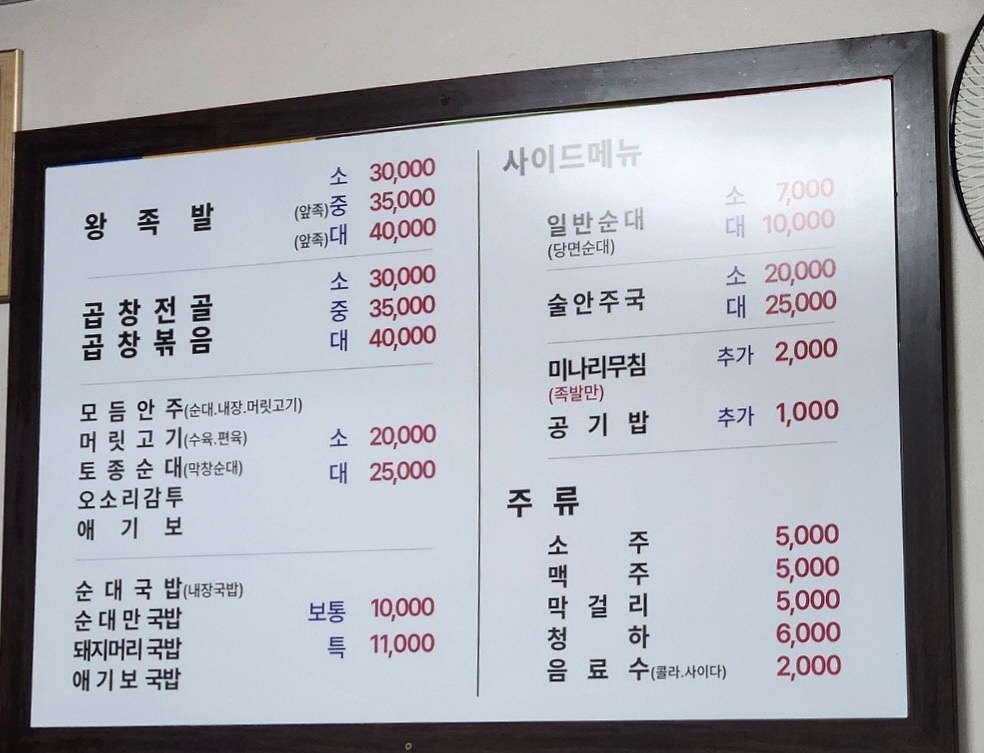 왕 족 발
소 30,000
(앞족)중 35,000
(앞족)대 40,000
곱 창 전 골
곱 창 볶 음
소 30,000
중 35,000
대 40,000
모 듬 안 주(순대.내장.머릿고기)
머 릿 고 기(수육.편육) 소 20,000
토 종 순 대(막창순대) 대 25,000
오소리감투
애 기 보
순 대 국 밥(내장국밥)
순 대 만 국밥 보통 10,000
돼지머리 국밥 특 11,000
애 기 보 국밥
사이드메뉴
일반순대
(당면순대)
소 7,000
대 10,000
술안주국
소 20,000
대 25,000
미나리무침 추가 2,000
(족발만)
공 기 밥 추가 1,000
주 류
소 주 5,000
맥 주 5,000
막 걸 리 5,000
청 하 6,000
음 료 수(콜라.사이다) 2,000